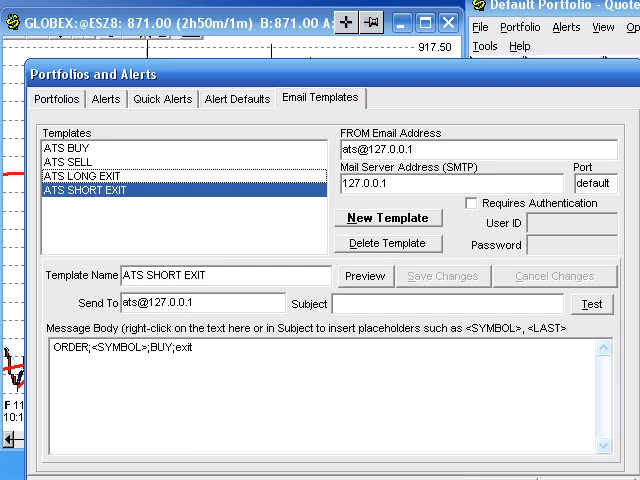 GLOBEX:@ESZ8: 871.00 (2h50m/1m) B:871.00 A:
Default Portfolio - Quote
File Portfolio Alerts View Op
Tools Help
917.50
Portfolios and Alerts
Portfolios Alerts Quick Alerts Alert Defaults Email Templates
Templates
ATS BUY
ATS SELL
ATS LONG EXIT
ATS SHORT EXIT
FROM Email Address
ats@127.0.0.1
Mail Server Address (SMTP) Port
127.0.0.1 default
Requires Authentication
User ID
Password
New Template
Delete Template
Template Name ATS SHORT EXIT Preview Save Changes Cancel Changes
Send To ats@127.0.0.1 Subject Test
Message Body (right-click on the text here or in Subject to insert placeholders such as <SYMBOL>, <LAST>
ORDER;<SYMBOL>;BUY;exit
F 11
10:1